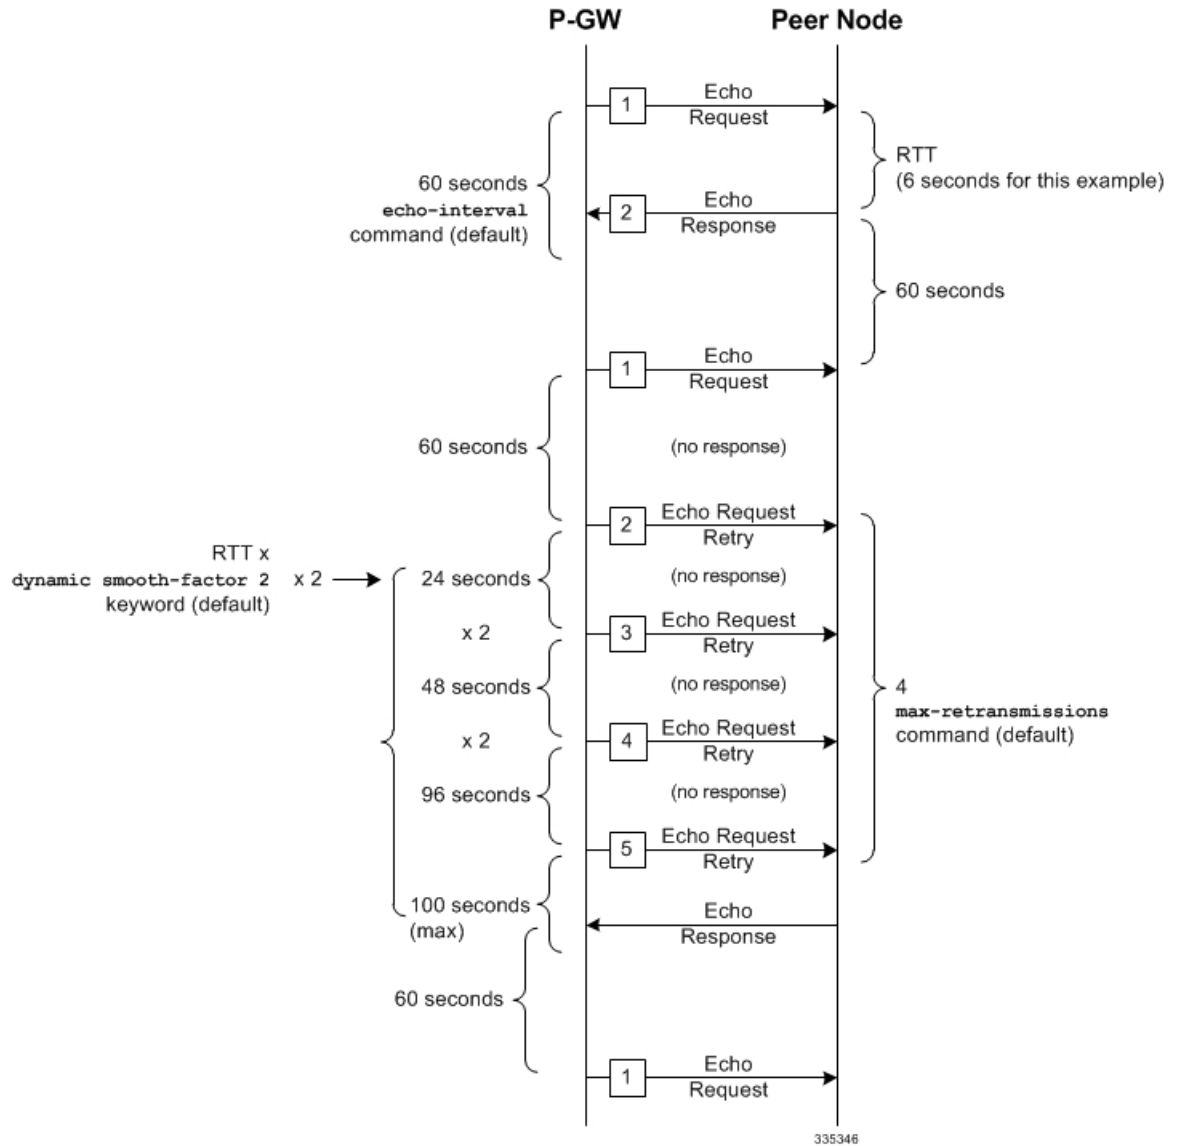 P-GW
Peer Node
1
Echo
Request
RTT
(6 seconds for this example)
60 seconds
echo-interval
command (default)
2
Echo
Response
60 seconds
1
Echo
Request
60 seconds
(no response)
2
Echo Request
Retry
RTT x
dynamic smooth-factor 2
keyword (default)
x 2
24 seconds
(no response)
x 2
3
Echo Request
Retry
48 seconds
(no response)
4
max-retransmissions
command (default)
x 2
4
Echo Request
Retry
96 seconds
(no response)
5
Echo Request
Retry
100 seconds
(max)
Echo
Response
60 seconds
1
Echo
Request
335346